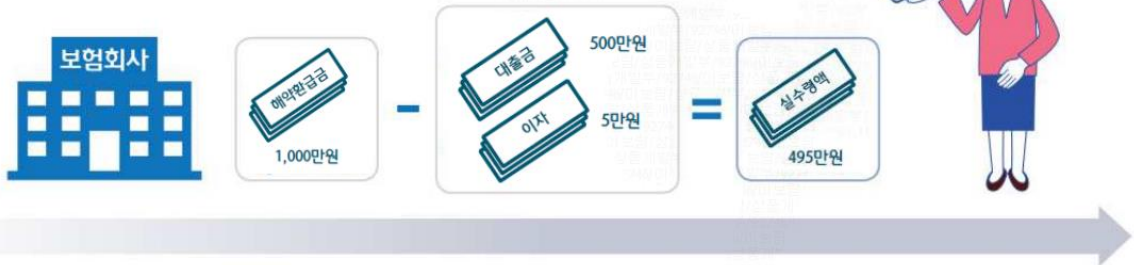 보험회사
해약환급금
1,000만원
-
대출금
500만원
이자
5만원
=
실수령액
495만원